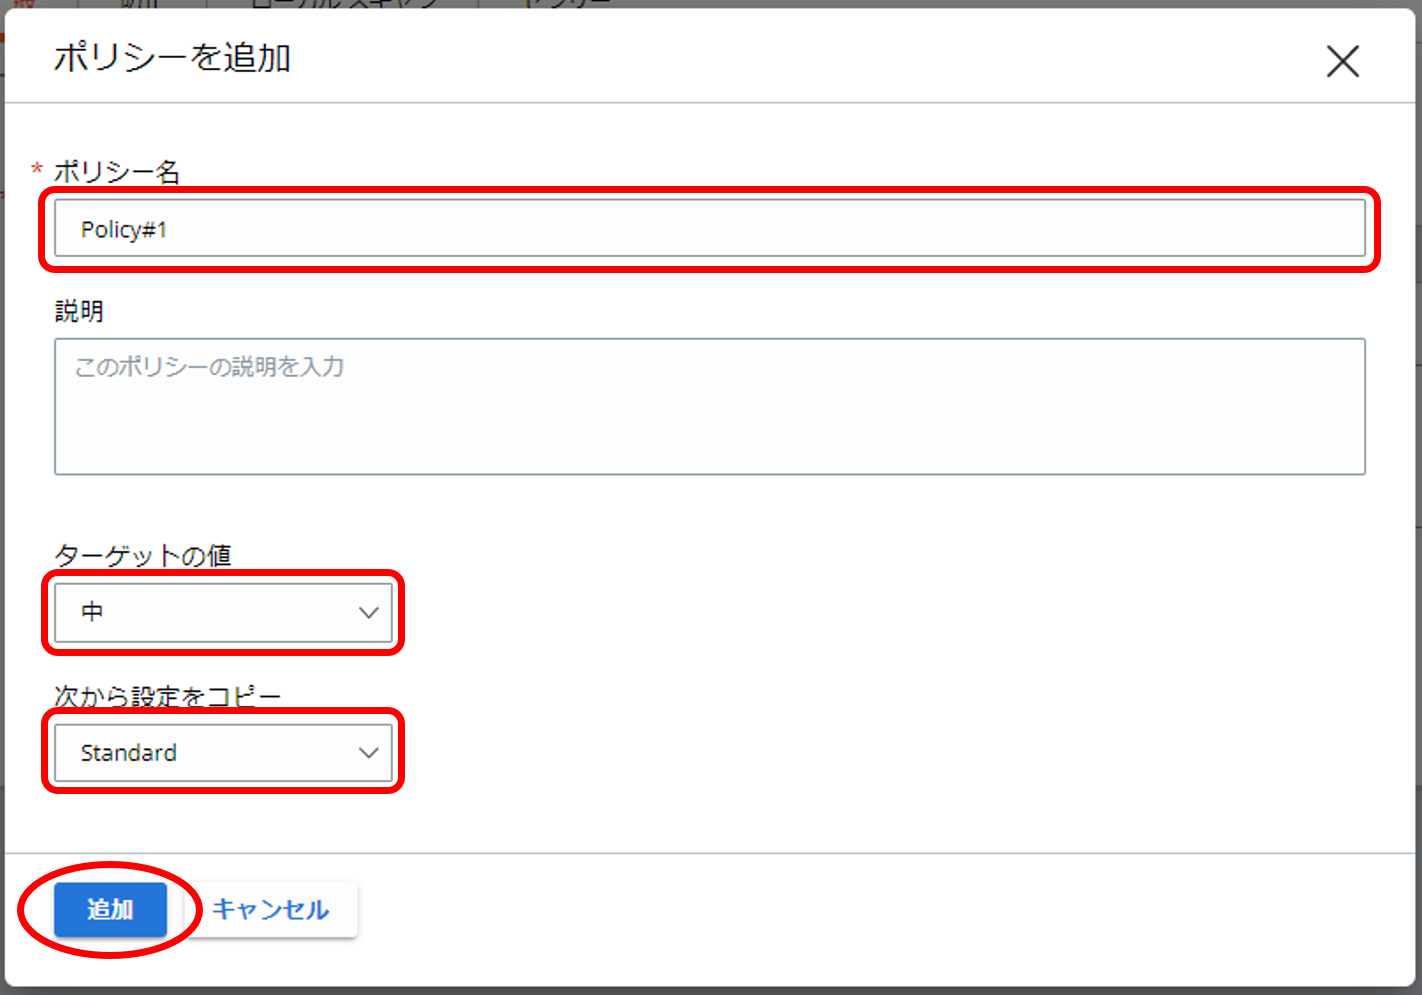 ポリシーを追加
* ポリシー名
Policy#1
説明
このポリシーの説明を入力
ターゲットの値
中
次から設定をコピー
Standard
追加 キャンセル